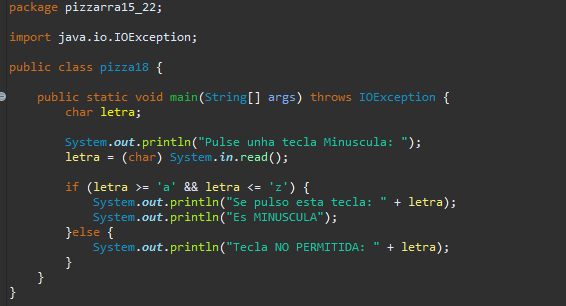 package pizzarra15_22;
import java.io.IOException;
public class pizza18 {
public static void main(String[] args) throws IOException {
char letra;
System.out.println("Pulse unha tecla Minuscula: ");
letra = (char) System.in.read();
if (letra >= 'a' && letra <= 'z') {
System.out.println("Se pulso esta tecla: " + letra);
System.out.println("Es MINUSCULA");
}else {
System.out.println("Tecla NO PERMITIDA: " + letra);
}
}
}